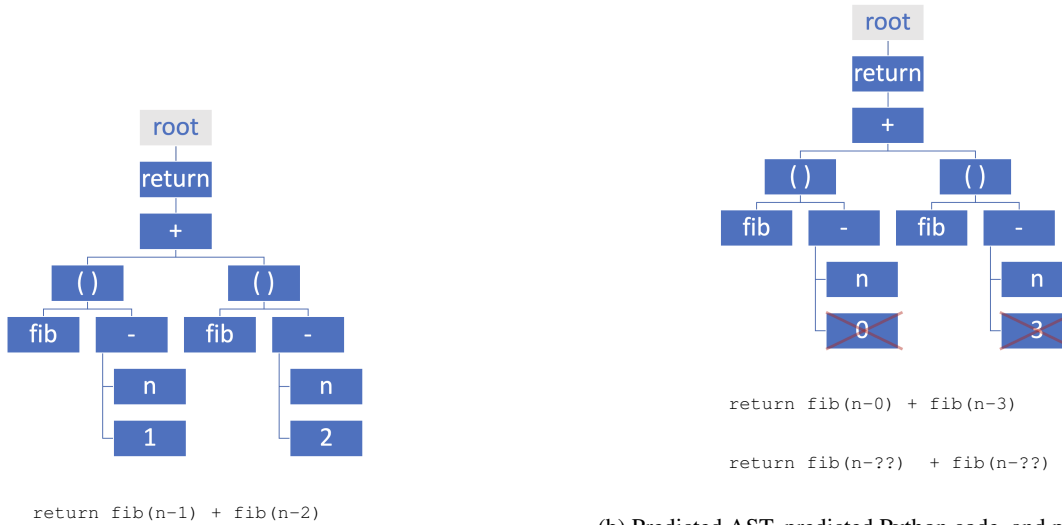 root
return
+
( ) ( )
fib - fib -
n n
1 2
return fib(n-1) + fib(n-2)
root
return
+
( ) ( )
fib - fib -
n n
0 3
return fib(n-0) + fib(n-3)
return fib(n-??) + fib(n-??)
(b) Predicted AST, predicted Python code, and